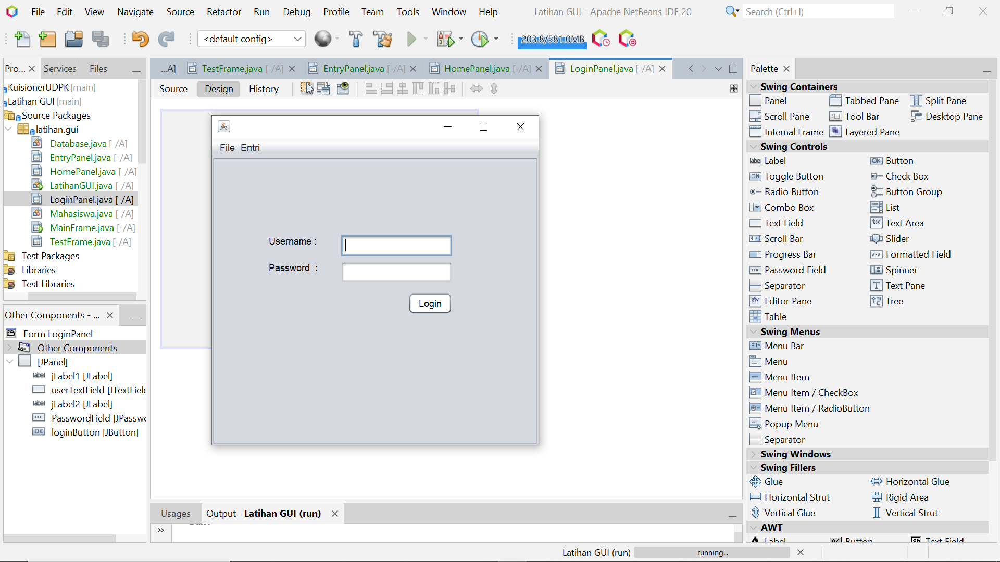 File Edit View Navigate Source Refactor Run Debug Profile Team Tools Window Help Latihan GUI - Apache NetBeans IDE 20 Search (Ctrl+I)
<default config> 203.8/581.0MB
Pro... Services Files
KuisionerUDPK [main]
Latihan GUI [main]
Source Packages
latihan.gui
Database.java [-/A]
EntryPanel.java [-/A]
HomePanel.java [-/A]
LatihanGUI.java [-/A]
LoginPanel.java [-/A]
Mahasiswa.java [-/A]
MainFrame.java [-/A]
TestFrame.java [-/A]
Test Packages
Libraries
Test Libraries
Other Components - ...
Form LoginPanel
Other Components
[JPanel]
jLabel1 [JLabel]
userTextField [JTextField
jLabel2 [JLabel]
PasswordField [JPassw
loginButton [JButton]
...A] TestFrame.java [-/A] EntryPanel.java [-/A] HomePanel.java [-/A] LoginPanel.java [-/A]
Source Design History
File Entri
Username :
Password :
Login
Usages Output - Latihan GUI (run)
Palette
Swing Containers
Panel Tabbed Pane Split Pane
Scroll Pane Tool Bar Desktop Pane
Internal Frame Layered Pane
Swing Controls
label Label OK Button
ON Toggle Button Check Box
Radio Button Button Group
Combo Box List
Text Field Text Area
Scroll Bar Slider
Progress Bar Formatted Field
Password Field Spinner
Separator Text Pane
Editor Pane Tree
Table
Swing Menus
File Menu Bar
Menu
Menu Item
Menu Item / CheckBox
Menu Item / RadioButton
Popup Menu
Separator
Swing Windows
Swing Fillers
Glue Horizontal Glue
Horizontal Strut Rigid Area
Vertical Glue Vertical Strut
AWT
Label Button Text Field
Latihan GUI (run) running...